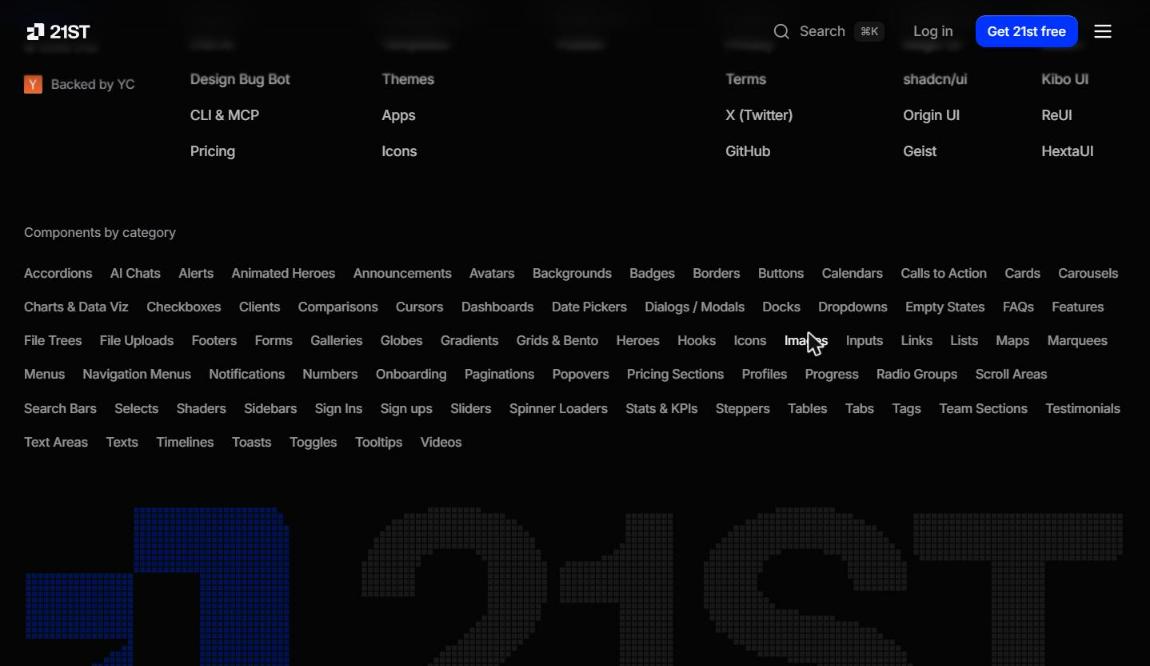 21ST
Search
⌘K
Log in
Get 21st free
Backed by YC
Design Bug Bot
Themes
Terms
shadcn/ui
Kibo UI
CLI & MCP
Apps
X (Twitter)
Origin UI
ReUI
Pricing
Icons
GitHub
Geist
HextaUI
Components by category
Accordions AI Chats Alerts Animated Heroes Announcements Avatars Backgrounds Badges Borders Buttons Calendars Calls to Action Cards Carousels
Charts & Data Viz Checkboxes Clients Comparisons Cursors Dashboards Date Pickers Dialogs / Modals Docks Dropdowns Empty States FAQs Features
File Trees File Uploads Footers Forms Galleries Globes Gradients Grids & Bento Heroes Hooks Icons Images Inputs Links Lists Maps Marquees
Menus Navigation Menus Notifications Numbers Onboarding Paginations Popovers Pricing Sections Profiles Progress Radio Groups Scroll Areas
Search Bars Selects Shaders Sidebars Sign Ins Sign ups Sliders Spinner Loaders Stats & KPIs Steppers Tables Tabs Tags Team Sections Testimonials
Text Areas Texts Timelines Toasts Toggles Tooltips Videos
21ST